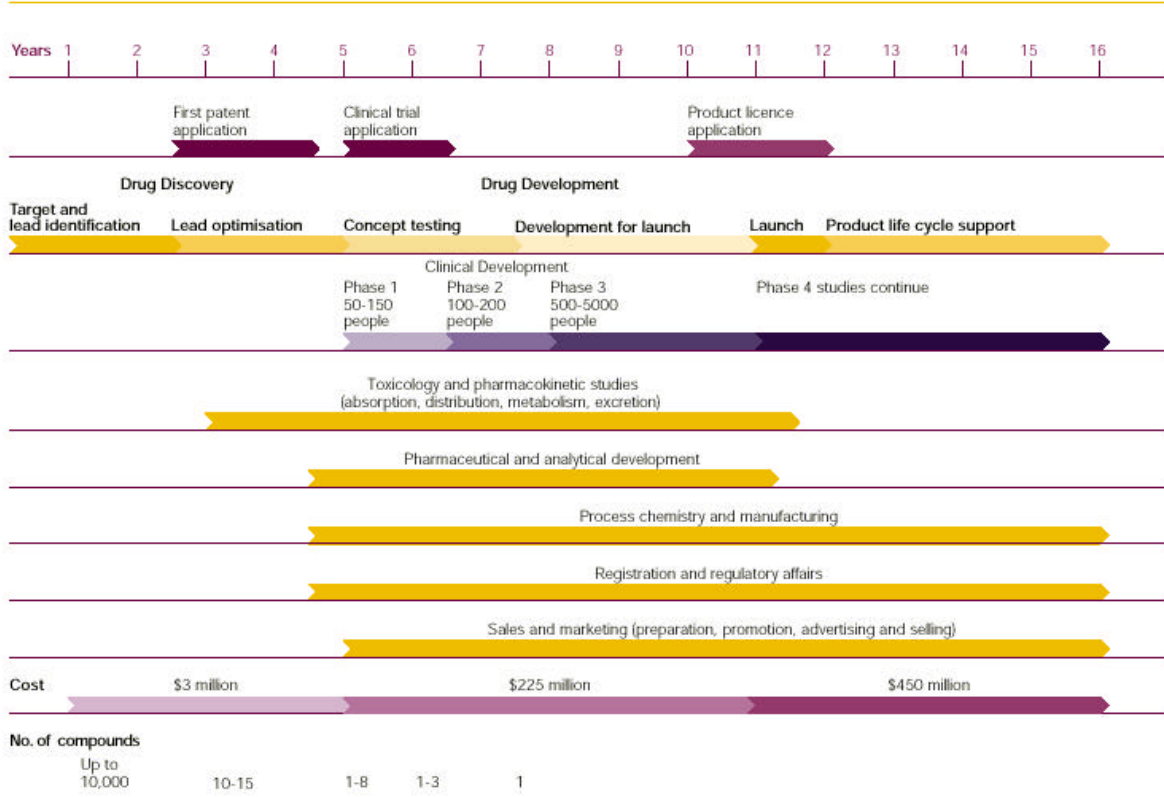 Years 1 2 3 4 5 6 7 8 9 10 11 12 13 14 15 16
First patent
application
Clinical trial
application
Product licence
application
Drug Discovery
Drug Development
Target and
lead identification
Lead optimisation
Concept testing
Development for launch
Launch
Product life cycle support
Clinical Development
Phase 1
50-150
people
Phase 2
100-200
people
Phase 3
500-5000
people
Phase 4 studies continue
Toxicology and pharmacokinetic studies
(absorption, distribution, metabolism, excretion)
Pharmaceutical and analytical development
Process chemistry and manufacturing
Registration and regulatory affairs
Sales and marketing (preparation, promotion, advertising and selling)
Cost
$3 million
$225 million
$450 million
No. of compounds
Up to
10,000
10-15
1-8
1-3
1